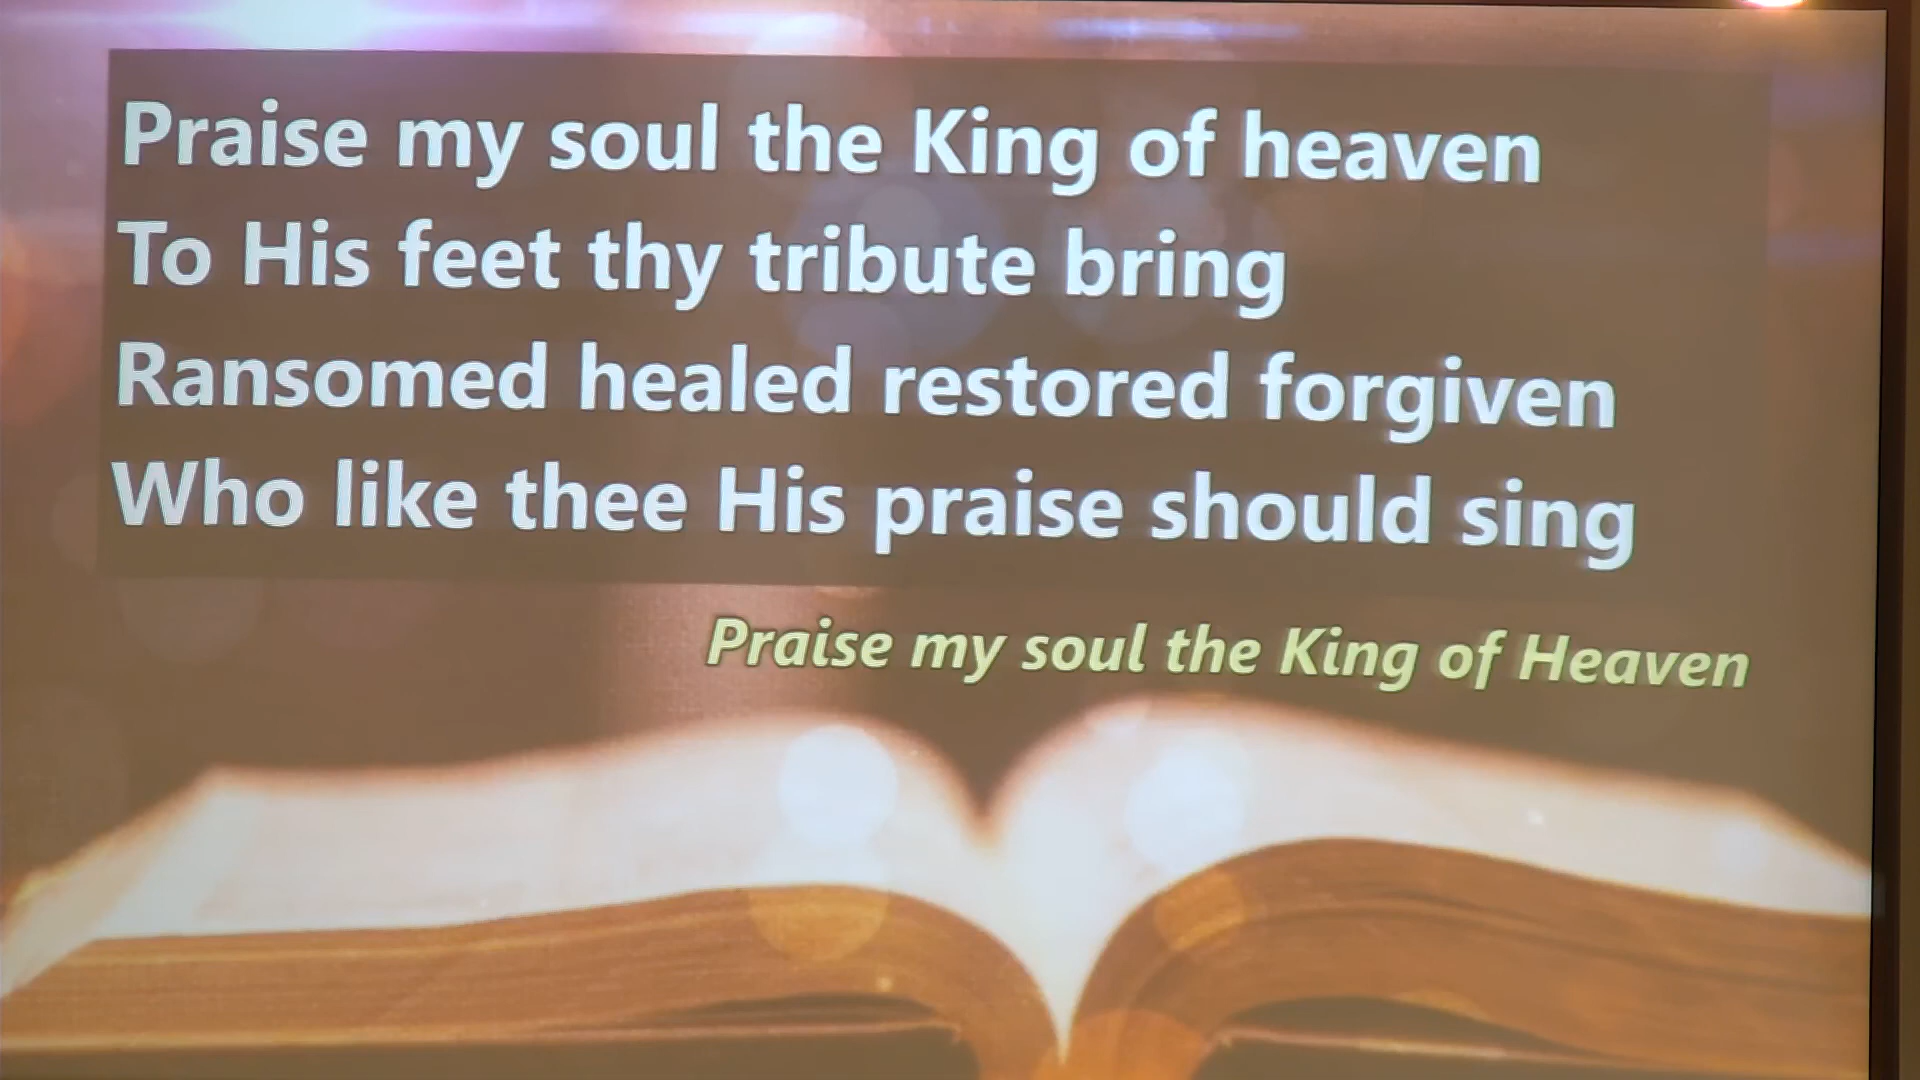 Praise my soul the King of heaven
To His feet thy tribute bring
Ransomed healed restored forgiven
Who like thee His praise should sing
Praise my soul the King of Heaven